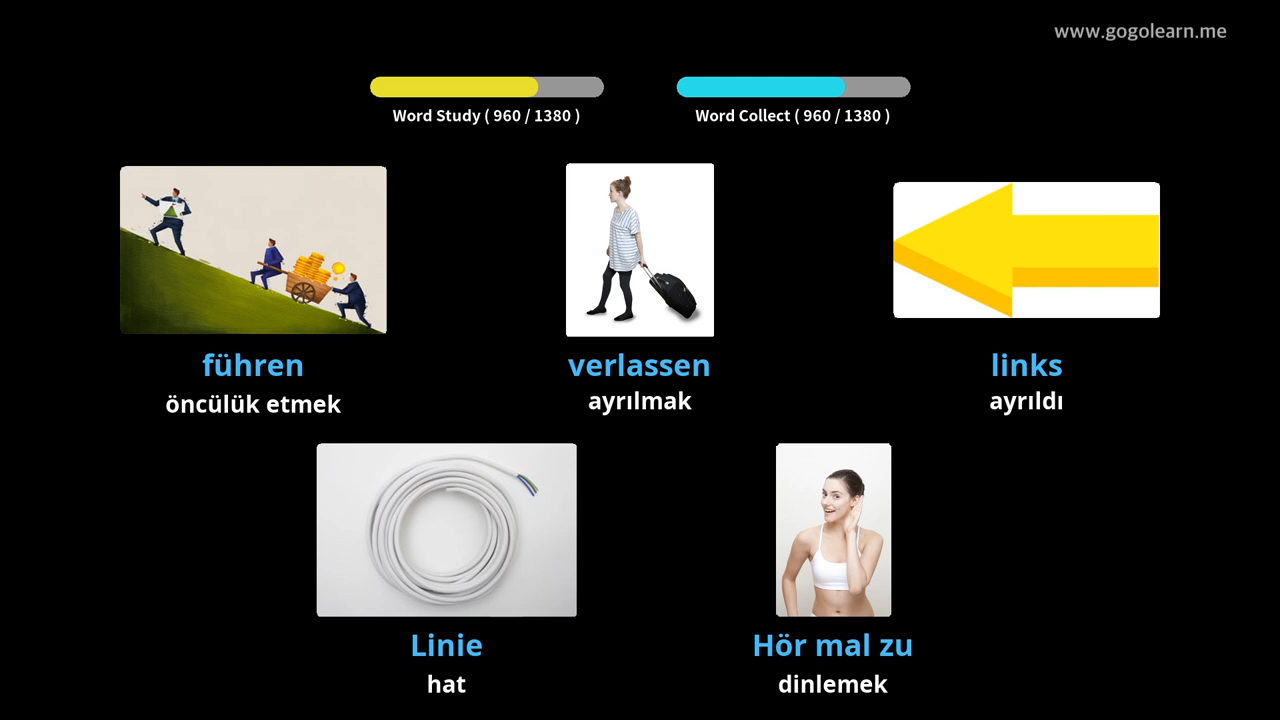 www.gogolearn.me
Word Study ( 960 / 1380 )
Word Collect ( 960 / 1380 )
führen
öncülük etmek
verlassen
ayrılmak
links
ayrıldı
Linie
hat
Hör mal zu
dinlemek